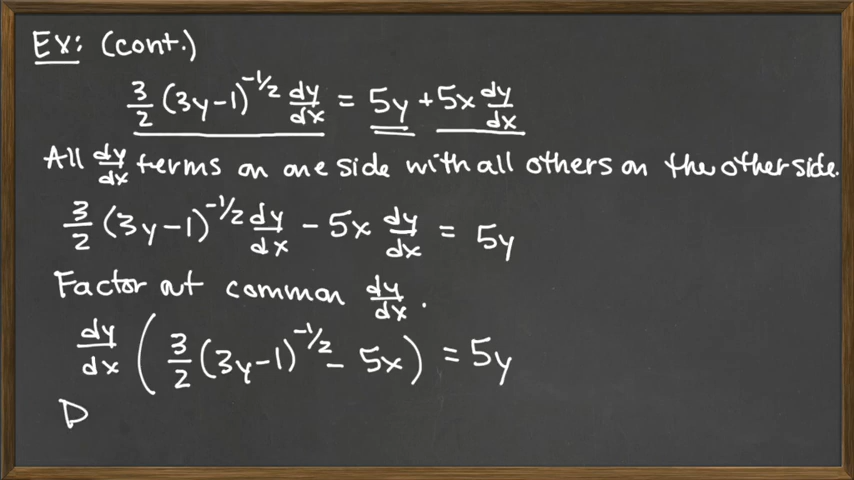 Ex: (cont.)
3/2 (3y-1)^-1/2 dy/dx = 5y + 5x dy/dx
All dy/dx terms on one side with all others on the other side.
3/2 (3y-1)^-1/2 dy/dx - 5x dy/dx = 5y
Factor out common dy/dx.
dy/dx ( 3/2 (3y-1)^-1/2 - 5x ) = 5y
D